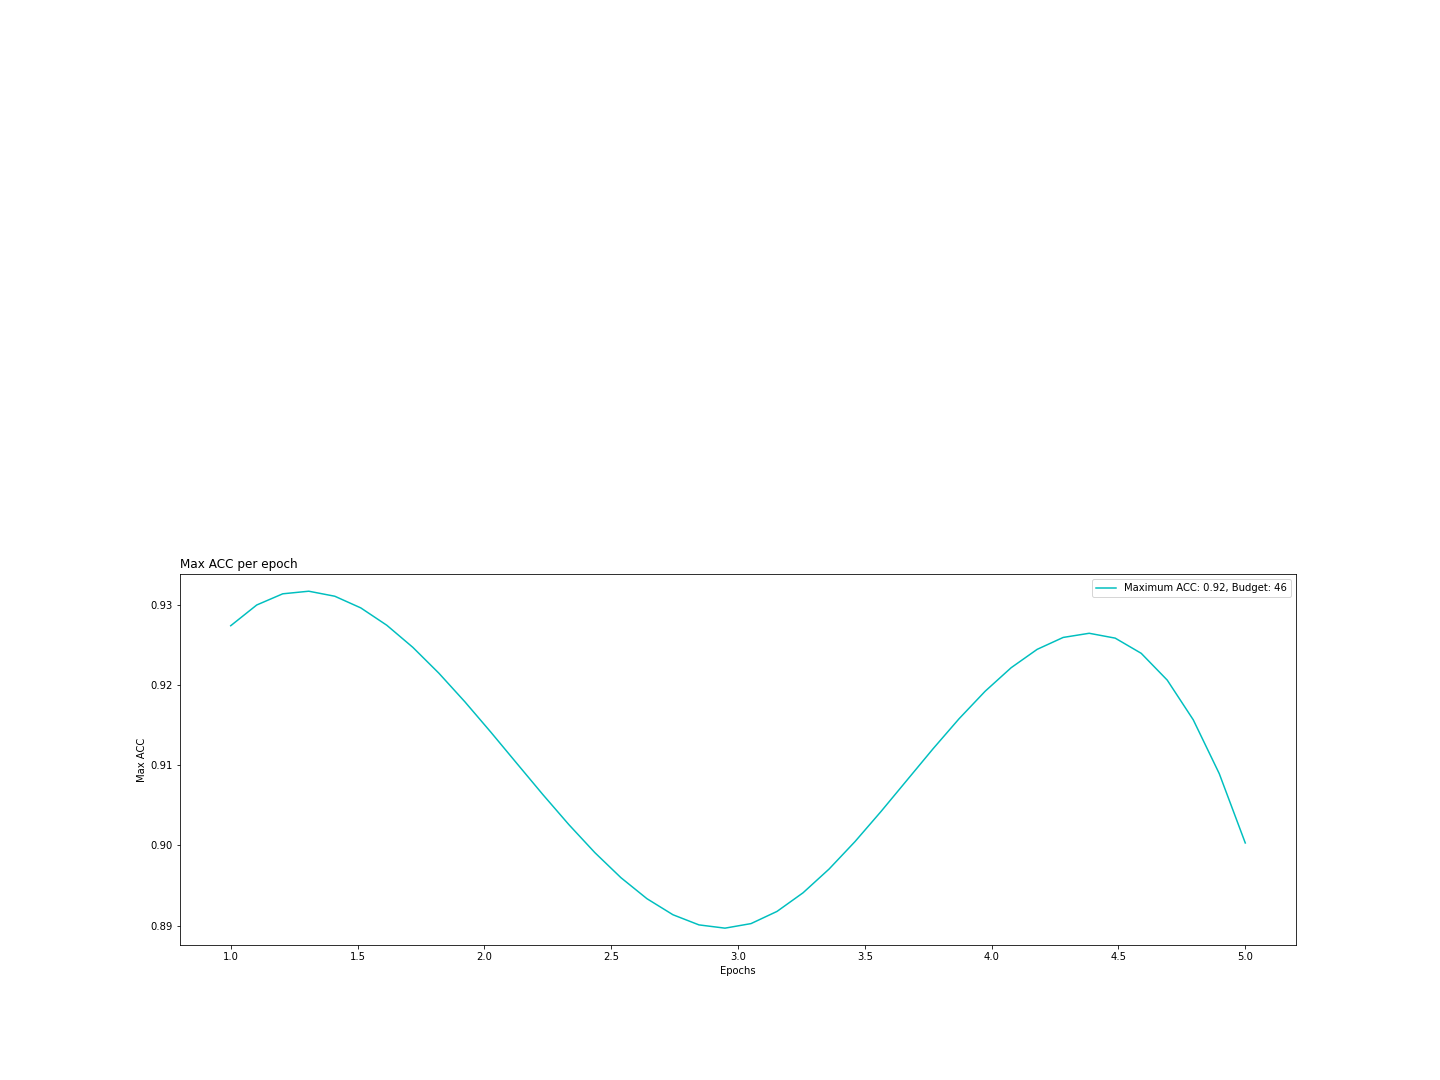 Max ACC per epoch
Maximum ACC: 0.92, Budget: 46
0.93
0.92
0.91
0.90
0.89
Max ACC
1.0 1.5 2.0 2.5 3.0 3.5 4.0 4.5 5.0
Epochs